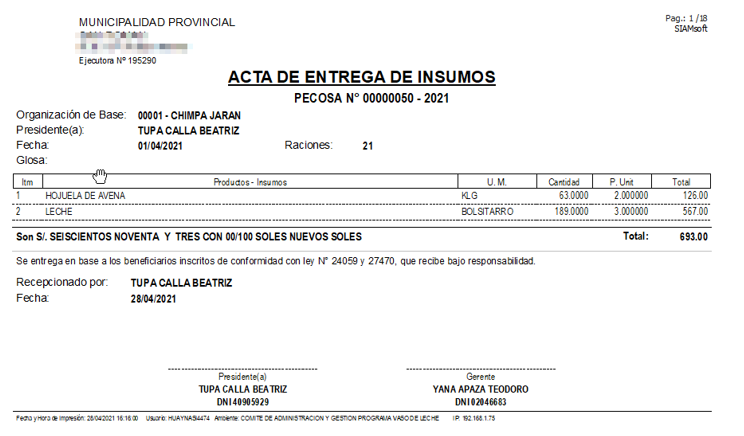 MUNICIPALIDAD PROVINCIAL
Pag.: 1 /18
SIAMsoft
Ejecutora Nº 195290
ACTA DE ENTREGA DE INSUMOS
PECOSA N° 00000050 - 2021
Organización de Base: 00001 - CHIMPA JARAN
Presidente(a): TUPA CALLA BEATRIZ
Fecha: 01/04/2021 Raciones: 21
Glosa:
Itm Productos - Insumos U. M. Cantidad P. Unit Total
1 HOJUELA DE AVENA KLG 63.0000 2.000000 126.00
2 LECHE BOLSITARRO 189.0000 3.000000 567.00
Son S/. SEISCIENTOS NOVENTA Y TRES CON 00/100 SOLES NUEVOS SOLES Total: 693.00
Se entrega en base a los beneficiarios inscritos de conformidad con ley N° 24059 y 27470, que recibe bajo responsabilidad.
Recepcionado por: TUPA CALLA BEATRIZ
Fecha: 28/04/2021
Presidente(a) Gerente
TUPA CALLA BEATRIZ YANA APAZA TEODORO
DNI40905929 DNI02046683
Fecha y Hora de Impresión: 28/04/2021 16:16:00 Usuario: HUAYNASI4474 Ambiente: COMITE DE ADMINISTRACION Y GESTION PROGRAMA VASO DE LECHE I.P: 192.168.1.73